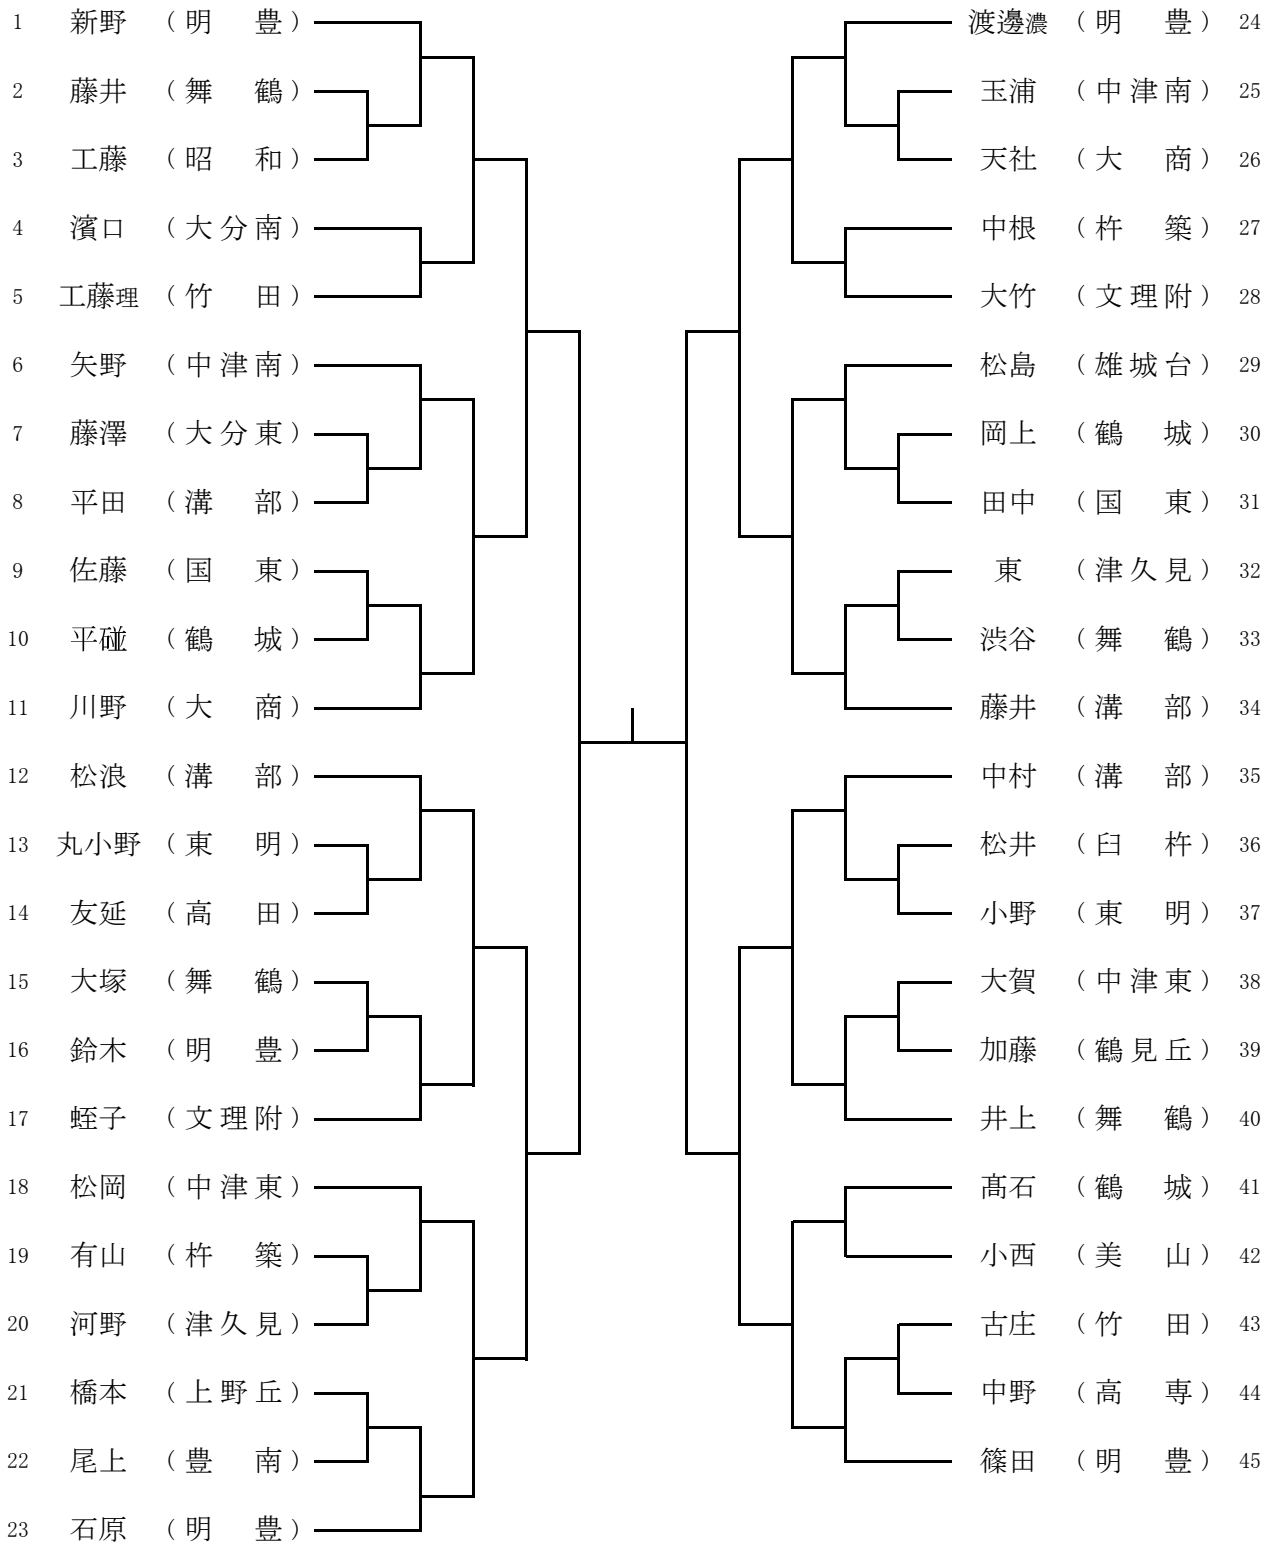 1 新野 （明 豊）
2 藤井 （舞 鶴）
3 工藤 （昭 和）
4 濱口 （大分南）
5 工藤理 （竹 田）
6 矢野 （中津南）
7 藤澤 （大分東）
8 平田 （溝 部）
9 佐藤 （国 東）
10 平碰 （鶴 城）
11 川野 （大 商）
12 松浪 （溝 部）
13 丸小野 （東 明）
14 友延 （高 田）
15 大塚 （舞 鶴）
16 鈴木 （明 豊）
17 蛭子 （文理附）
18 松岡 （中津東）
19 有山 （杵 築）
20 河野 （津久見）
21 橋本 （上野丘）
22 尾上 （豊 南）
23 石原 （明 豊）
渡邊濃 （明 豊） 24
玉浦 （中津南） 25
天社 （大 商） 26
中根 （杵 築） 27
大竹 （文理附） 28
松島 （雄城台） 29
岡上 （鶴 城） 30
田中 （国 東） 31
東 （津久見） 32
渋谷 （舞 鶴） 33
藤井 （溝 部） 34
中村 （溝 部） 35
松井 （臼 杵） 36
小野 （東 明） 37
大賀 （中津東） 38
加藤 （鶴見丘） 39
井上 （舞 鶴） 40
髙石 （鶴 城） 41
小西 （美 山） 42
古庄 （竹 田） 43
中野 （高 専） 44
篠田 （明 豊） 45